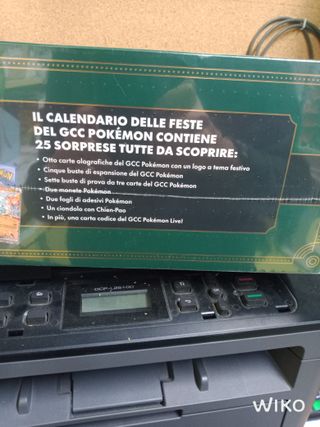 IL CALENDARIO DELLE FESTE
DEL GCC POKÉMON CONTIENE
25 SORPRESE TUTTE DA SCOPRIRE:
• Otto carte olografiche del GCC Pokémon con un logo a tema festivo
• Cinque buste di espansione del GCC Pokémon
• Sette buste di prova da tre carte del GCC Pokémon
• Due monete Pokémon
• Due fogli di adesivi Pokémon
• Un ciondolo con Chien-Pao
• In più, una carta codice del GCC Pokémon Live!
WIKO